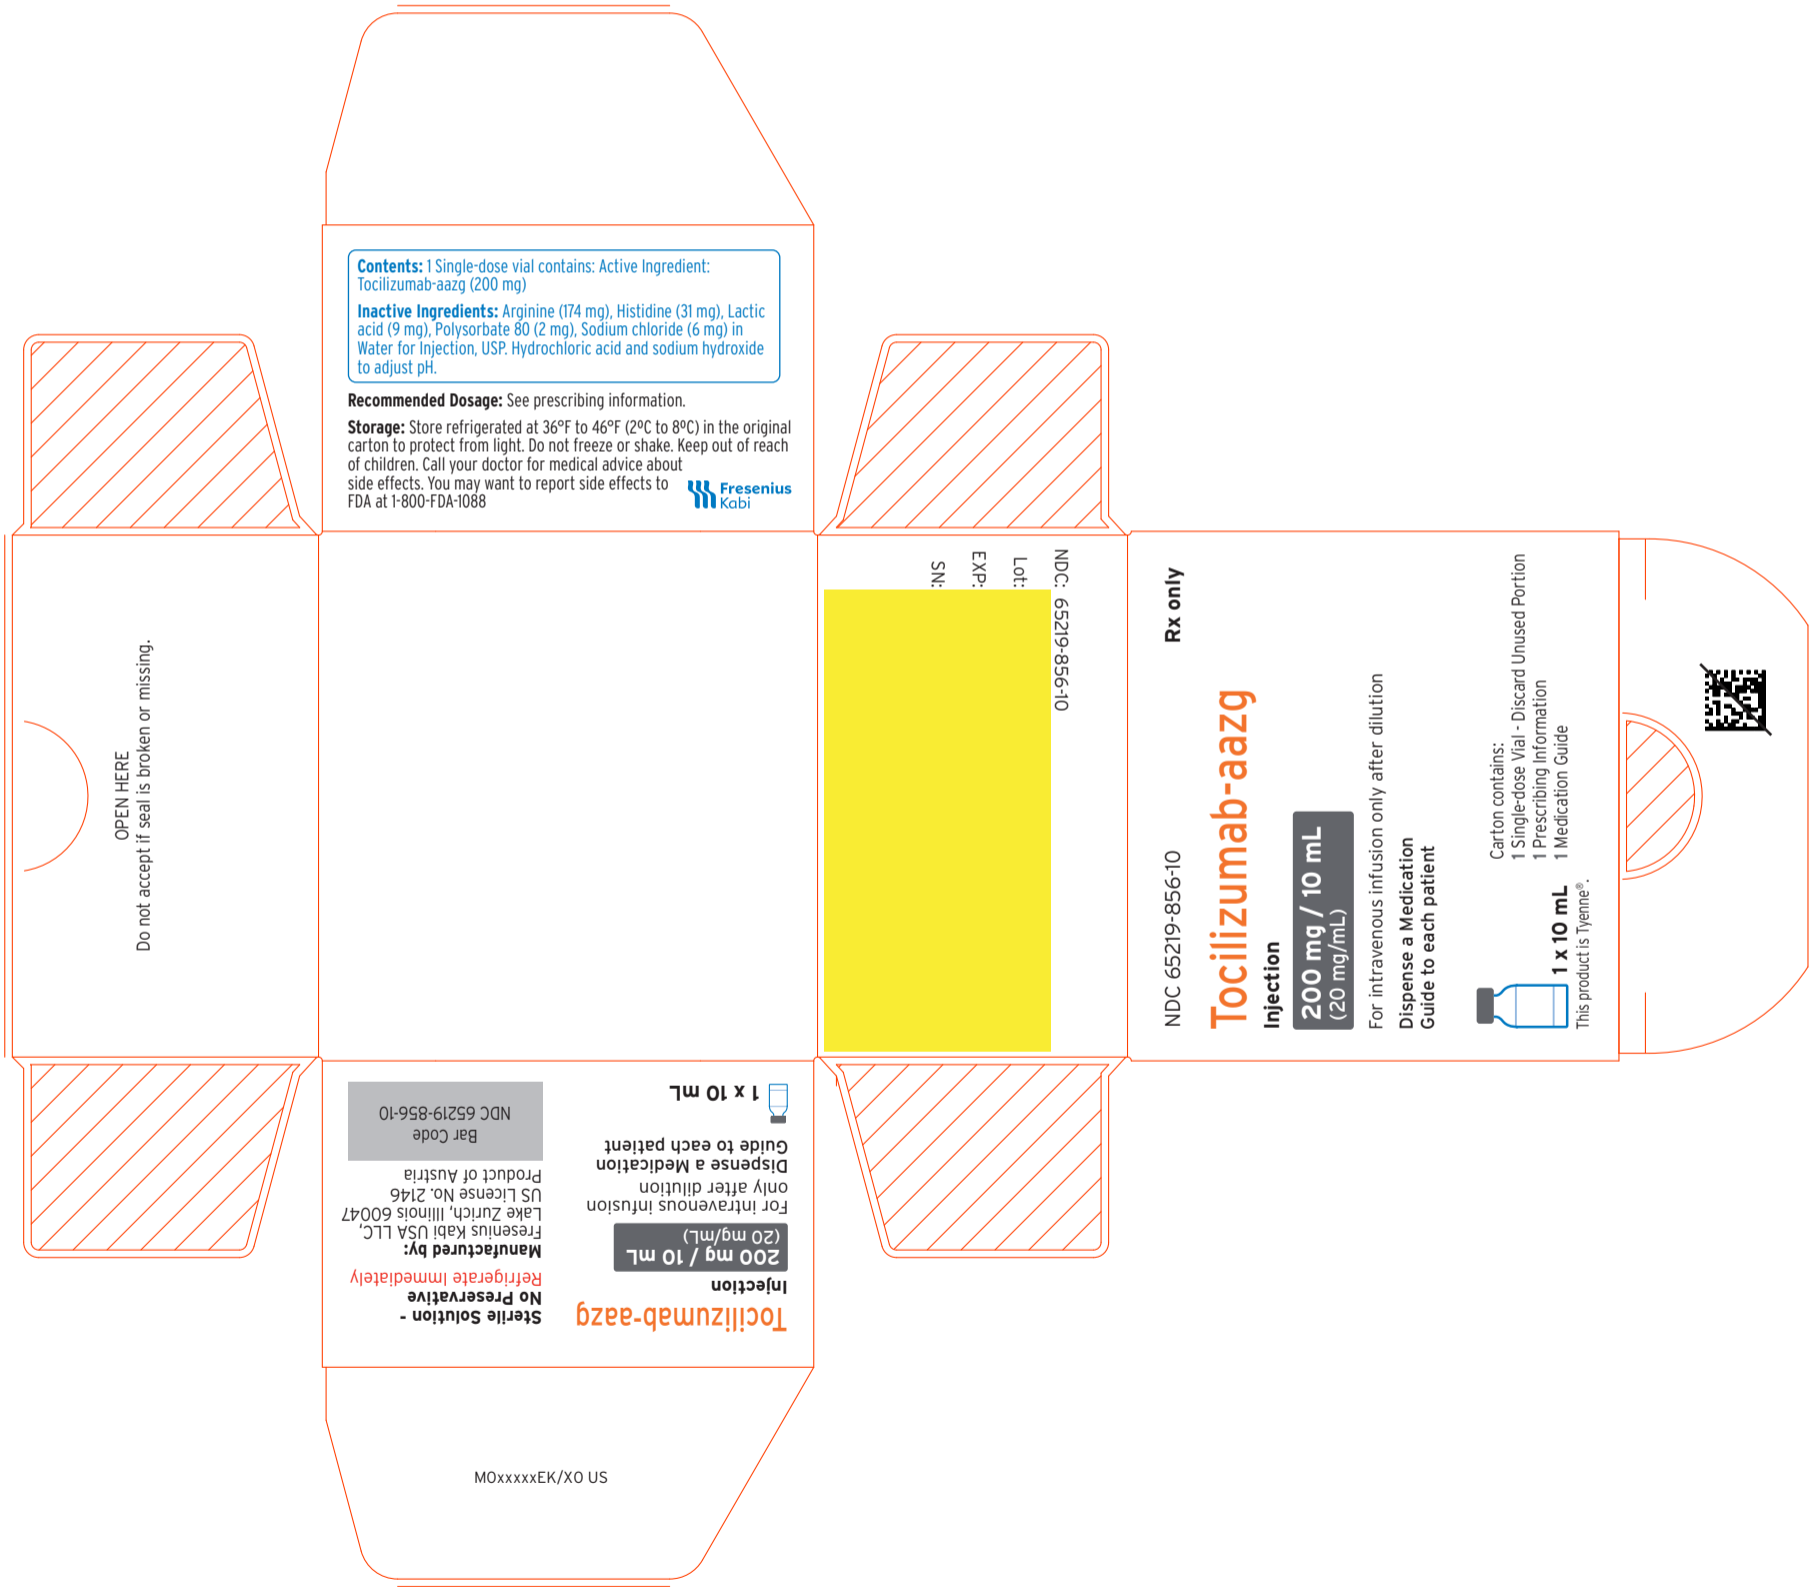 Contents: 1 Single-dose vial contains: Active Ingredient:
Tocilizumab-aazg (200 mg)
Inactive Ingredients: Arginine (174 mg), Histidine (31 mg), Lactic
acid (9 mg), Polysorbate 80 (2 mg), Sodium chloride (6 mg) in
Water for Injection, USP. Hydrochloric acid and sodium hydroxide
to adjust pH.
Recommended Dosage: See prescribing information.
Storage: Store refrigerated at 36°F to 46°F (2ºC to 8ºC) in the original
carton to protect from light. Do not freeze or shake. Keep out of reach
of children. Call your doctor for medical advice about
side effects. You may want to report side effects to
FDA at 1-800-FDA-1088
Fresenius
Kabi
OPEN HERE
Do not accept if seal is broken or missing.
NDC: 65219-856-10
Lot:
EXP:
SN:
NDC 65219-856-10
Rx only
Tocilizumab-aazg
Injection
200 mg / 10 mL
(20 mg/mL)
For intravenous infusion only after dilution
Dispense a Medication
Guide to each patient
Carton contains:
1 Single-dose Vial - Discard Unused Portion
1 Prescribing Information
1 Medication Guide
1 x 10 mL
This product is Tyenne®.
Tocilizumab-aazg
Injection
200 mg / 10 mL
(20 mg/mL)
For intravenous infusion
only after dilution
Dispense a Medication
Guide to each patient
1 x 10 mL
Sterile Solution -
No Preservative
Refrigerate Immediately
Manufactured by:
Fresenius Kabi USA LLC,
Lake Zurich, Illinois 60047
US License No. 2146
Product of Austria
Bar Code
NDC 65219-856-10
MOxxxxxEK/XO US